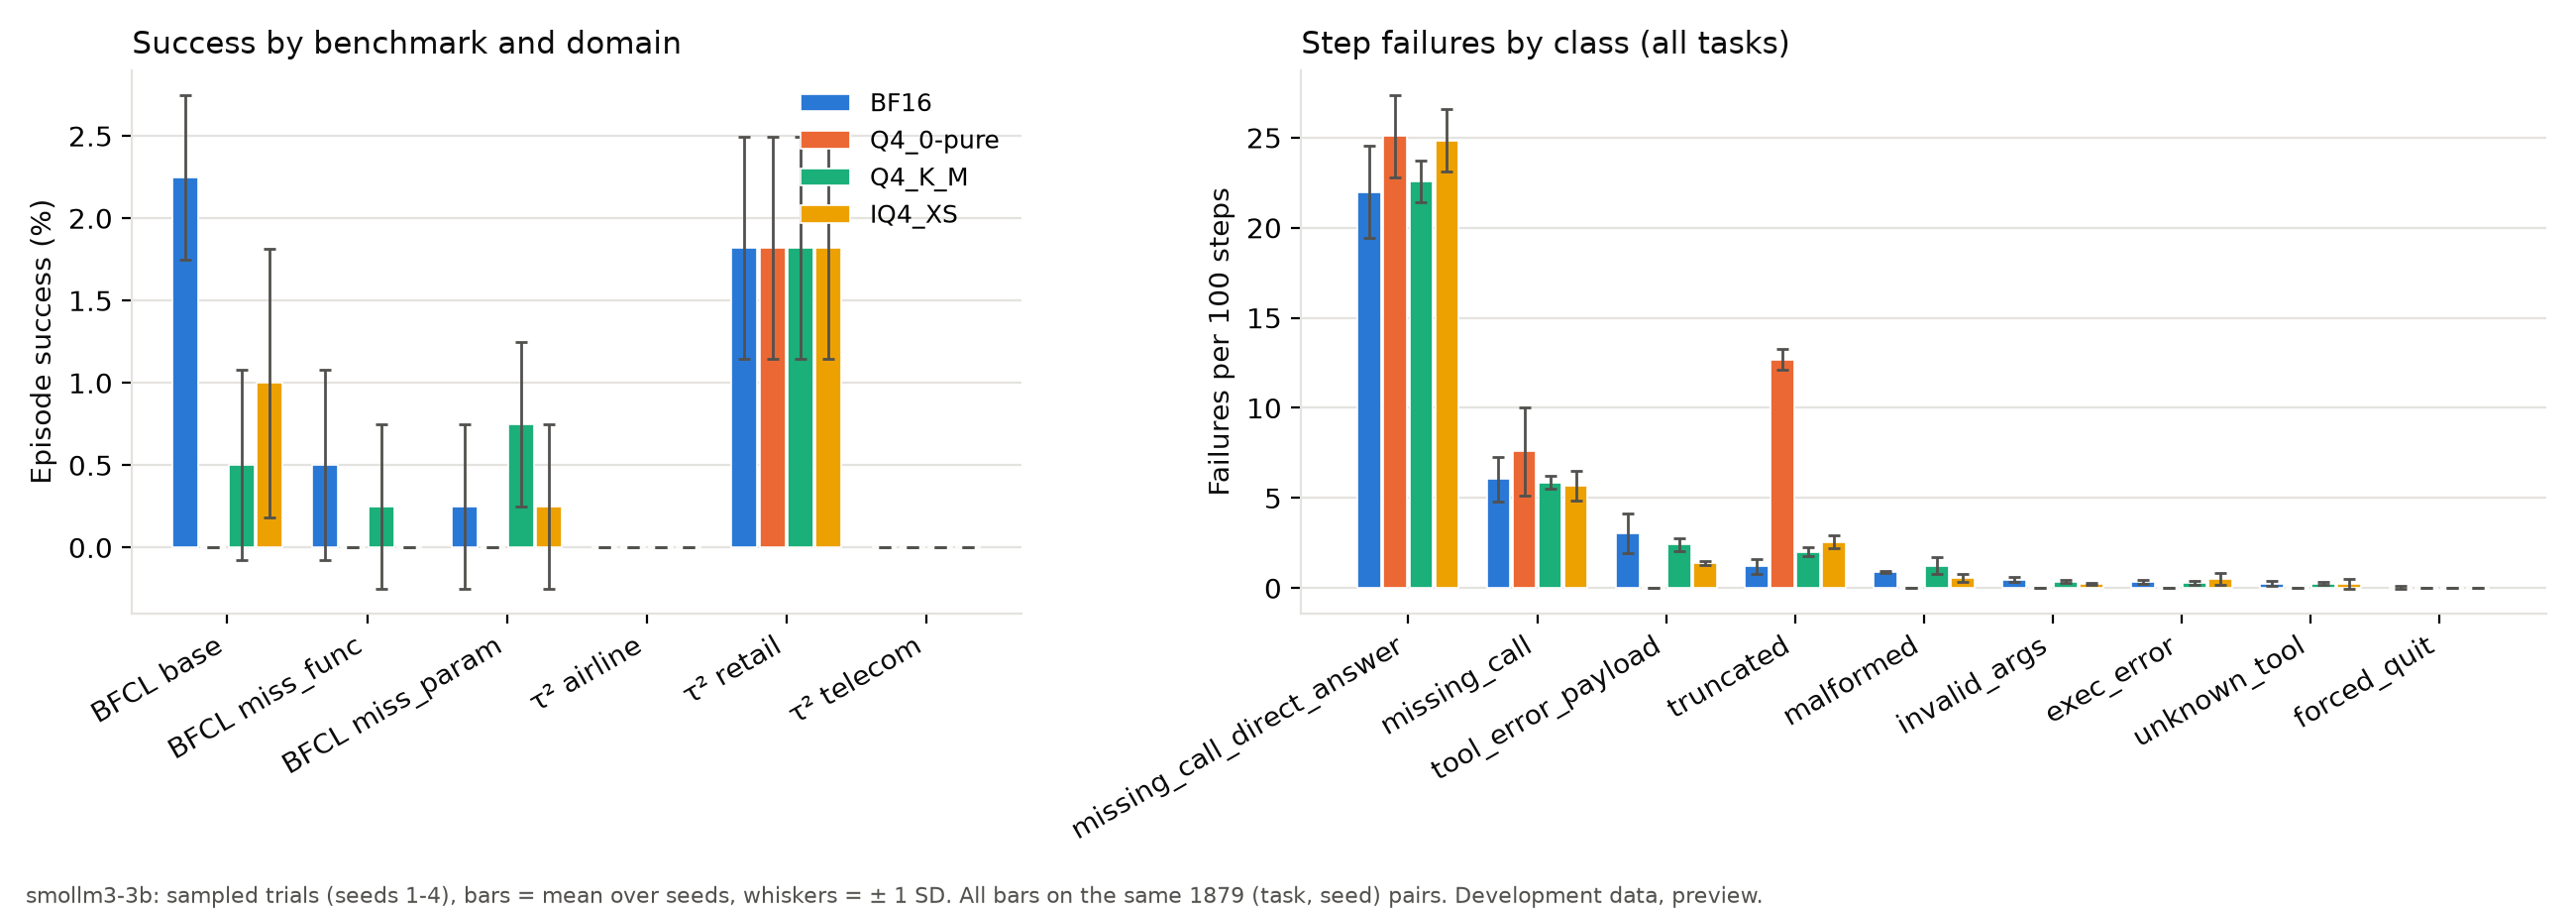 Success by benchmark and domain
Episode success (%)
2.5
2.0
1.5
1.0
0.5
0.0
BF16
Q4_0-pure
Q4_K_M
IQ4_XS
BFCL base
BFCL miss_func
BFCL miss_param
τ² airline
τ² retail
τ² telecom
Step failures by class (all tasks)
Failures per 100 steps
25
20
15
10
5
0
missing_call_direct_answer
missing_call
tool_error_payload
truncated
malformed
invalid_args
exec_error
unknown_tool
forced_quit
smollm3-3b: sampled trials (seeds 1-4), bars = mean over seeds, whiskers = ± 1 SD. All bars on the same 1879 (task, seed) pairs. Development data, preview.